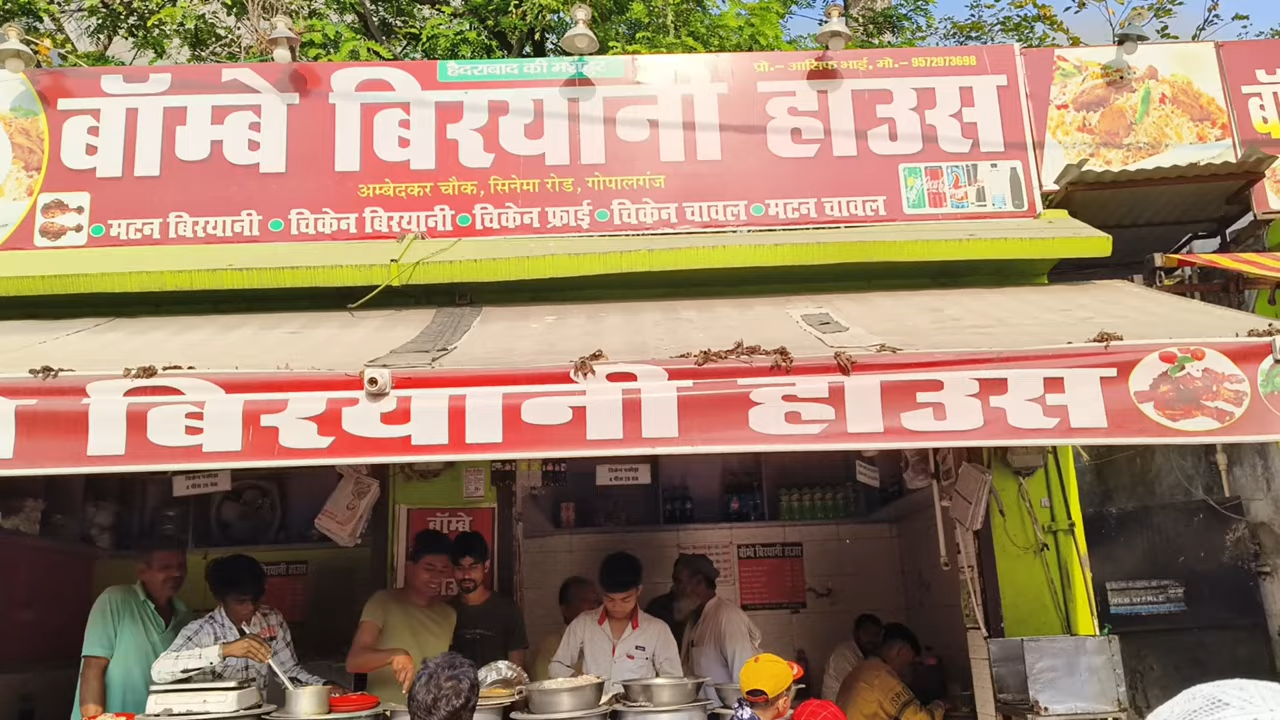 हैदराबाद की मशहूर
प्रो.– आसिफ भाई, मो.– 9572973698
बॉम्बे बिरयानी हाउस
अम्बेदकर चौक, सिनेमा रोड, गोपालगंज
• मटन बिरयानी • चिकेन बिरयानी • चिकेन फ्राई • चिकेन चावल • मटन चावल
बिरयानी हाउस
बॉम्बे
बॉम्बे बिरयानी हाउस